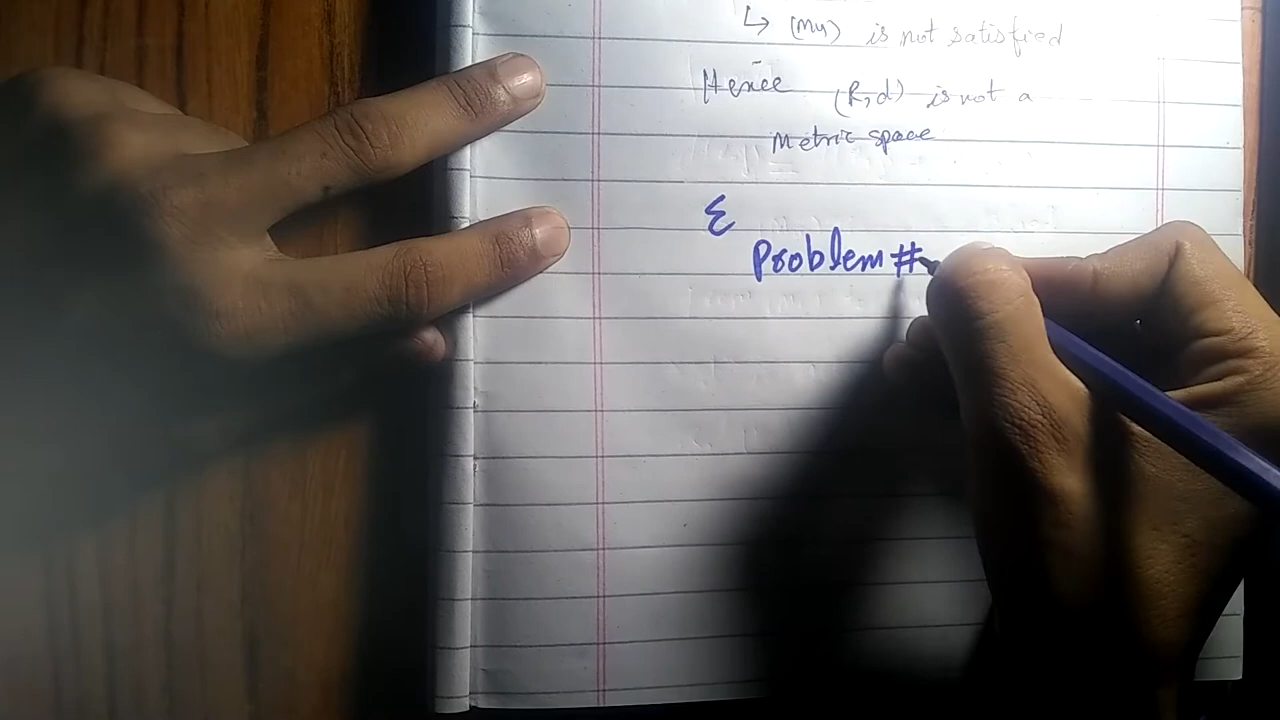 ↳ (M4) is not satisfied
Hence (R,d) is not a
Metric space
Σ
Problem #